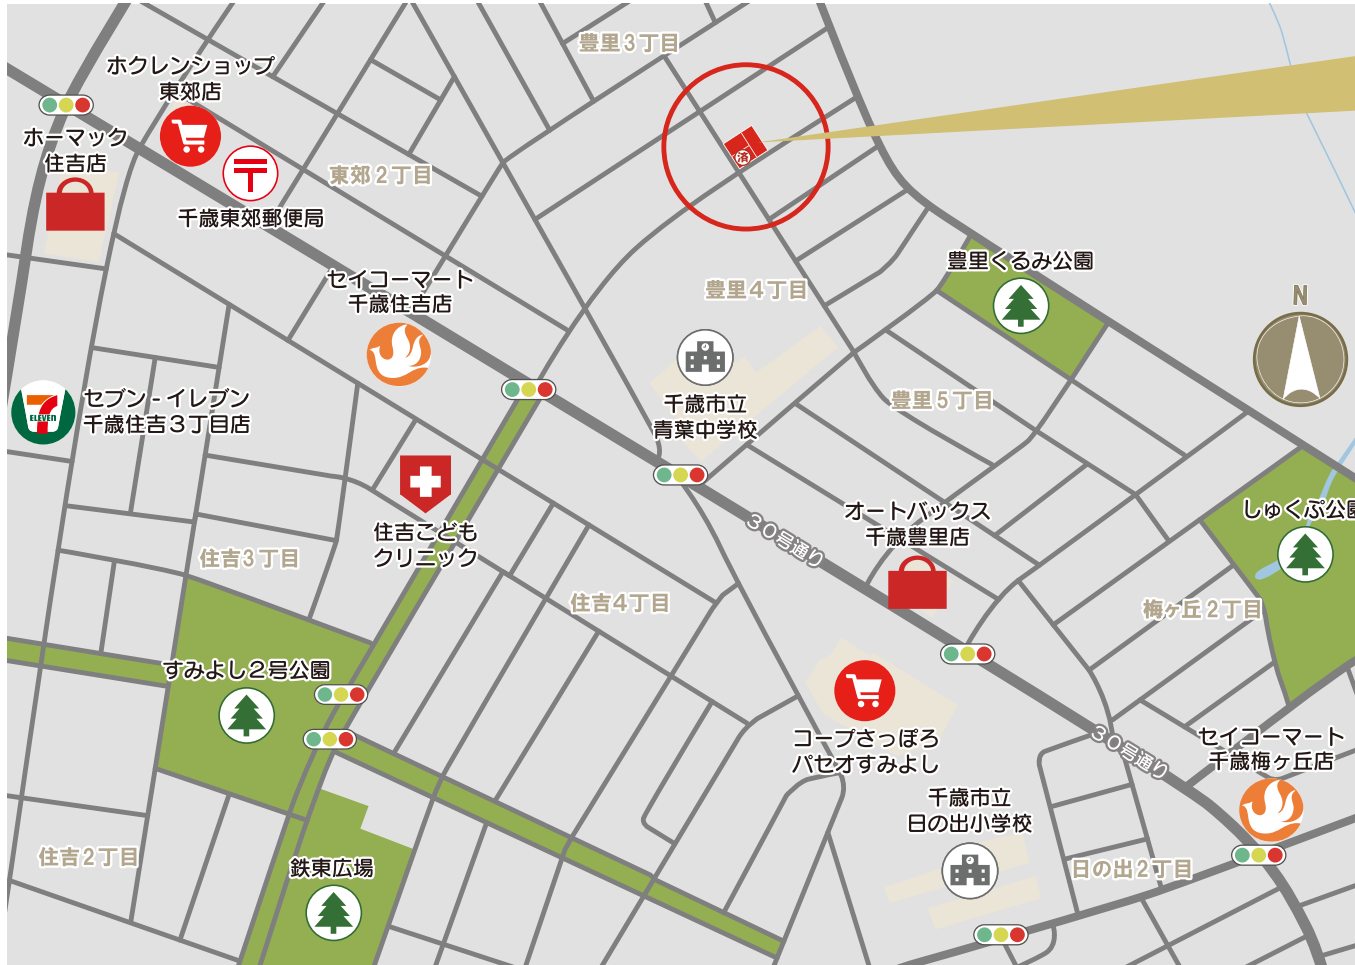 豊里3丁目
ホクレンショップ
東郊店
ホーマック
住吉店
済
東郊2丁目
千歳東郊郵便局
豊里くるみ公園
セイコーマート
千歳住吉店
豊里4丁目
N
セブン-イレブン
千歳住吉3丁目店
7
ELEVEN
千歳市立
青葉中学校
豊里5丁目
しゅくぷ公園
オートバックス
千歳豊里店
30号通り
住吉こども
クリニック
住吉3丁目
住吉4丁目
梅ヶ丘2丁目
すみよし2号公園
コープさっぽろ
パセオすみよし
30号通り
セイコーマート
千歳梅ヶ丘店
千歳市立
日の出小学校
住吉2丁目
鉄東広場
日の出2丁目